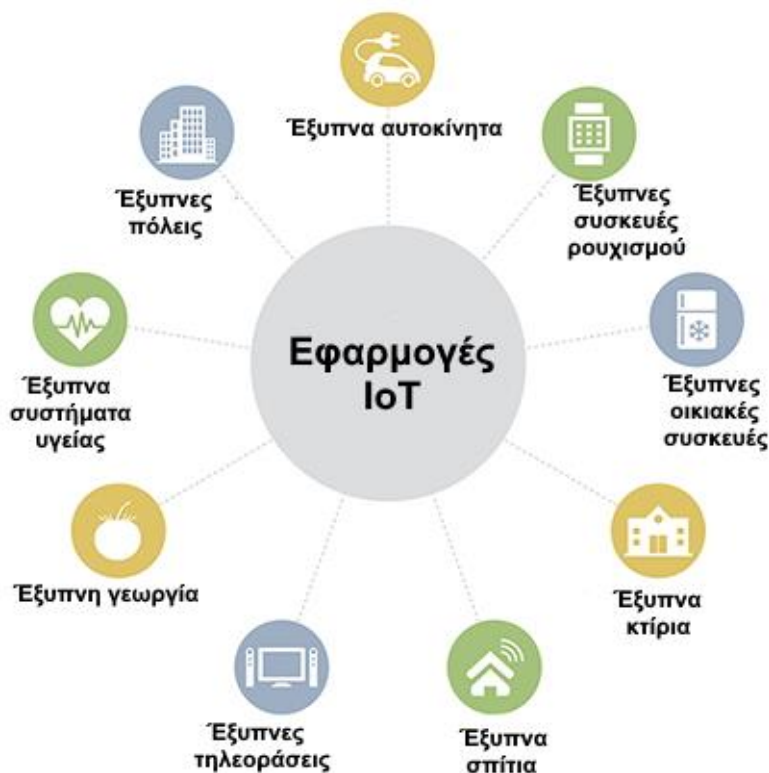 Έξυπνα αυτοκίνητα
Έξυπνες
συσκευές
ρουχισμού
Έξυπνες
οικιακές
συσκευές
Έξυπνα
κτίρια
Έξυπνα
σπίτια
Έξυπνες
τηλεοράσεις
Έξυπνη γεωργία
Έξυπνα
συστήματα
υγείας
Έξυπνες
πόλεις
Εφαρμογές
IoT